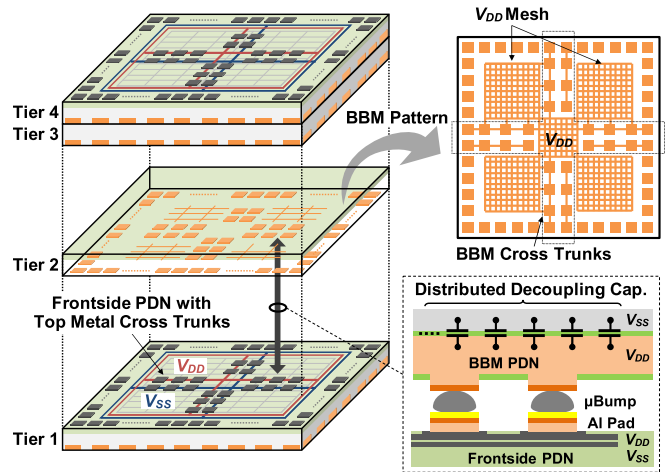 Tier 4
Tier 3
BBM Pattern
VDD Mesh
VDD
BBM Cross Trunks
Tier 2
Frontside PDN with
Top Metal Cross Trunks
VDD
VSS
Tier 1
Distributed Decoupling Cap.
VSS
VDD
BBM PDN
μBump
Al Pad
VDD
VSS
Frontside PDN